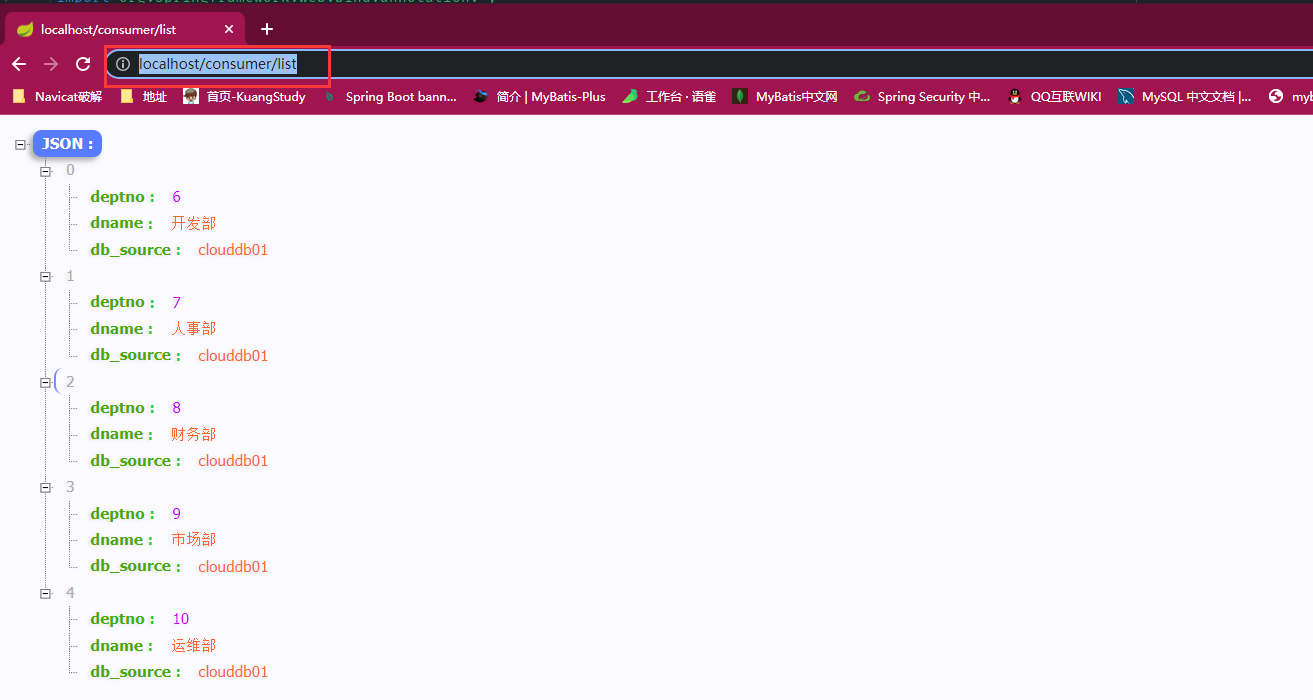 localhost/consumer/list
localhost/consumer/list
Navicat破解 地址 首页-KuangStudy Spring Boot bann... 简介 | MyBatis-Plus 工作台 · 语雀 MyBatis中文网 Spring Security 中... QQ互联WIKI MySQL 中文文档 |... myb
JSON :
0
deptno : 6
dname : 开发部
db_source : clouddb01
1
deptno : 7
dname : 人事部
db_source : clouddb01
2
deptno : 8
dname : 财务部
db_source : clouddb01
3
deptno : 9
dname : 市场部
db_source : clouddb01
4
deptno : 10
dname : 运维部
db_source : clouddb01